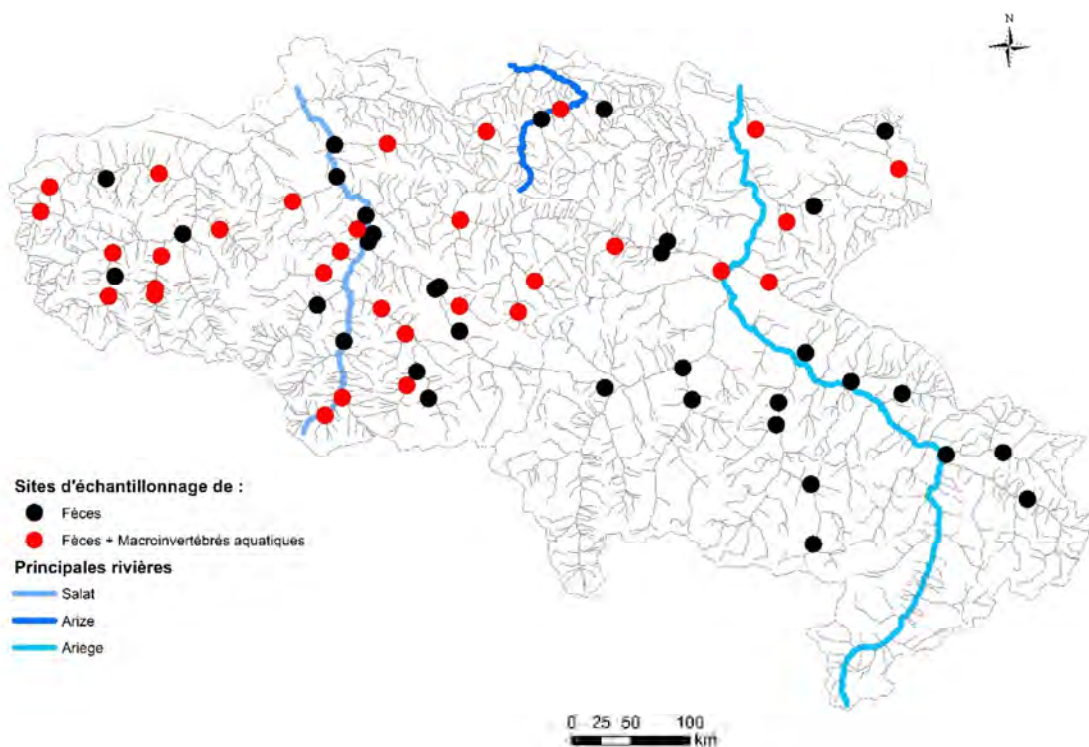 N
Sites d'échantillonnage de :
Fèces
Fèces + Macroinvertébrés aquatiques
Principales rivières
Salat
Arize
Ariege
0 25 50 100
km